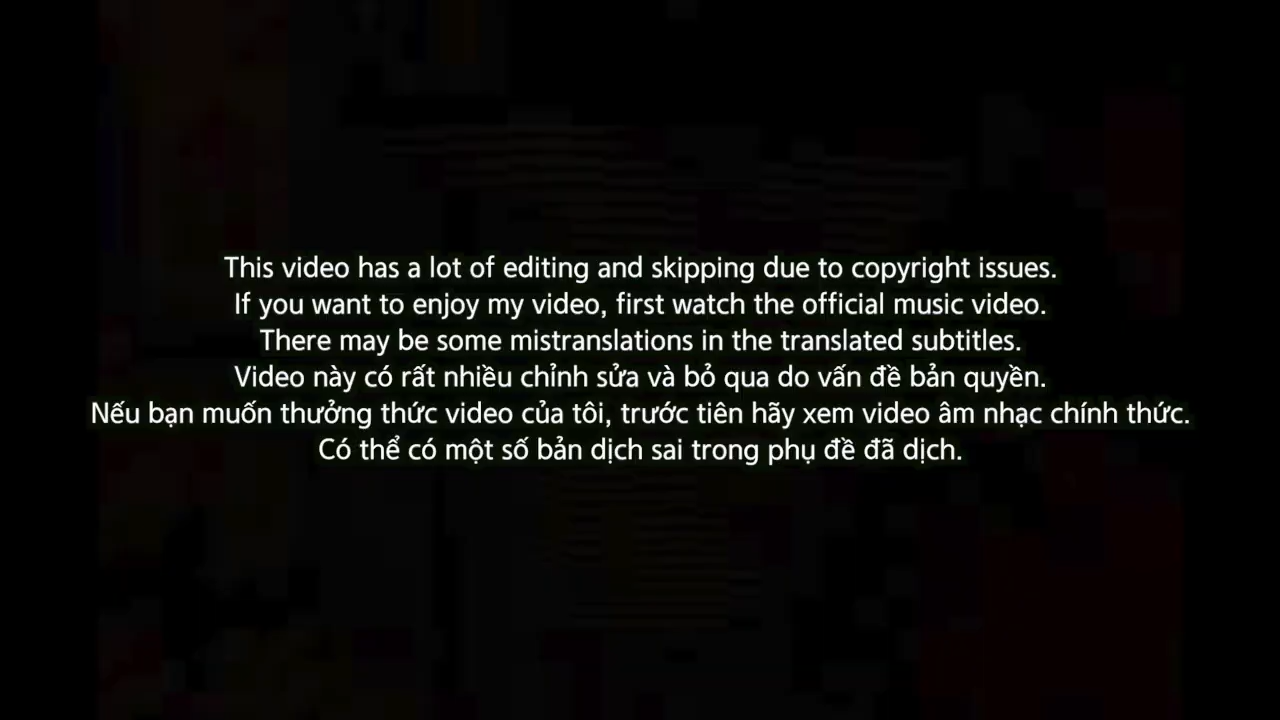 This video has a lot of editing and skipping due to copyright issues.
If you want to enjoy my video, first watch the official music video.
There may be some mistranslations in the translated subtitles.
Video này có rất nhiều chỉnh sửa và bỏ qua do vấn đề bản quyền.
Nếu bạn muốn thưởng thức video của tôi, trước tiên hãy xem video âm nhạc chính thức.
Có thể có một số bản dịch sai trong phụ đề đã dịch.